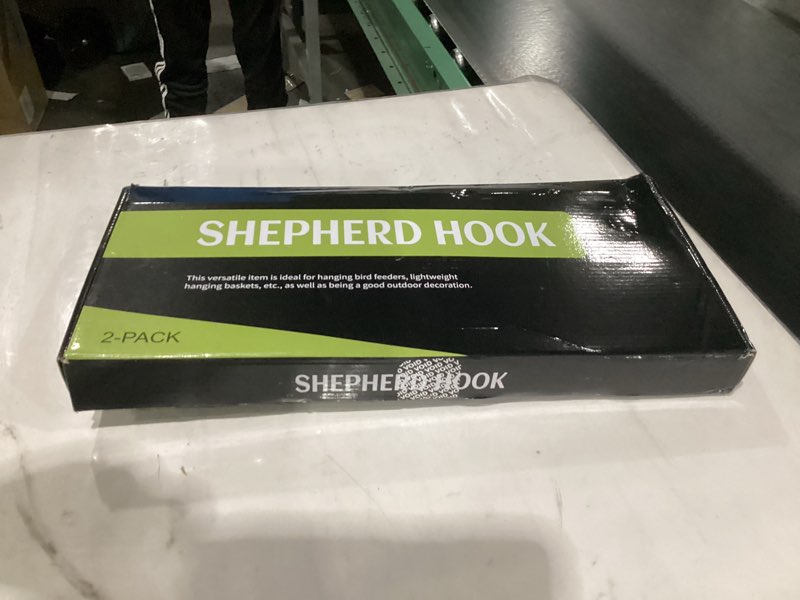 SHEPHERD HOOK
This versatile item is ideal for hanging bird feeders, lightweight
hanging baskets, etc., as well as being a good outdoor decoration.
2-PACK
SHEPHERD HOOK
VOID